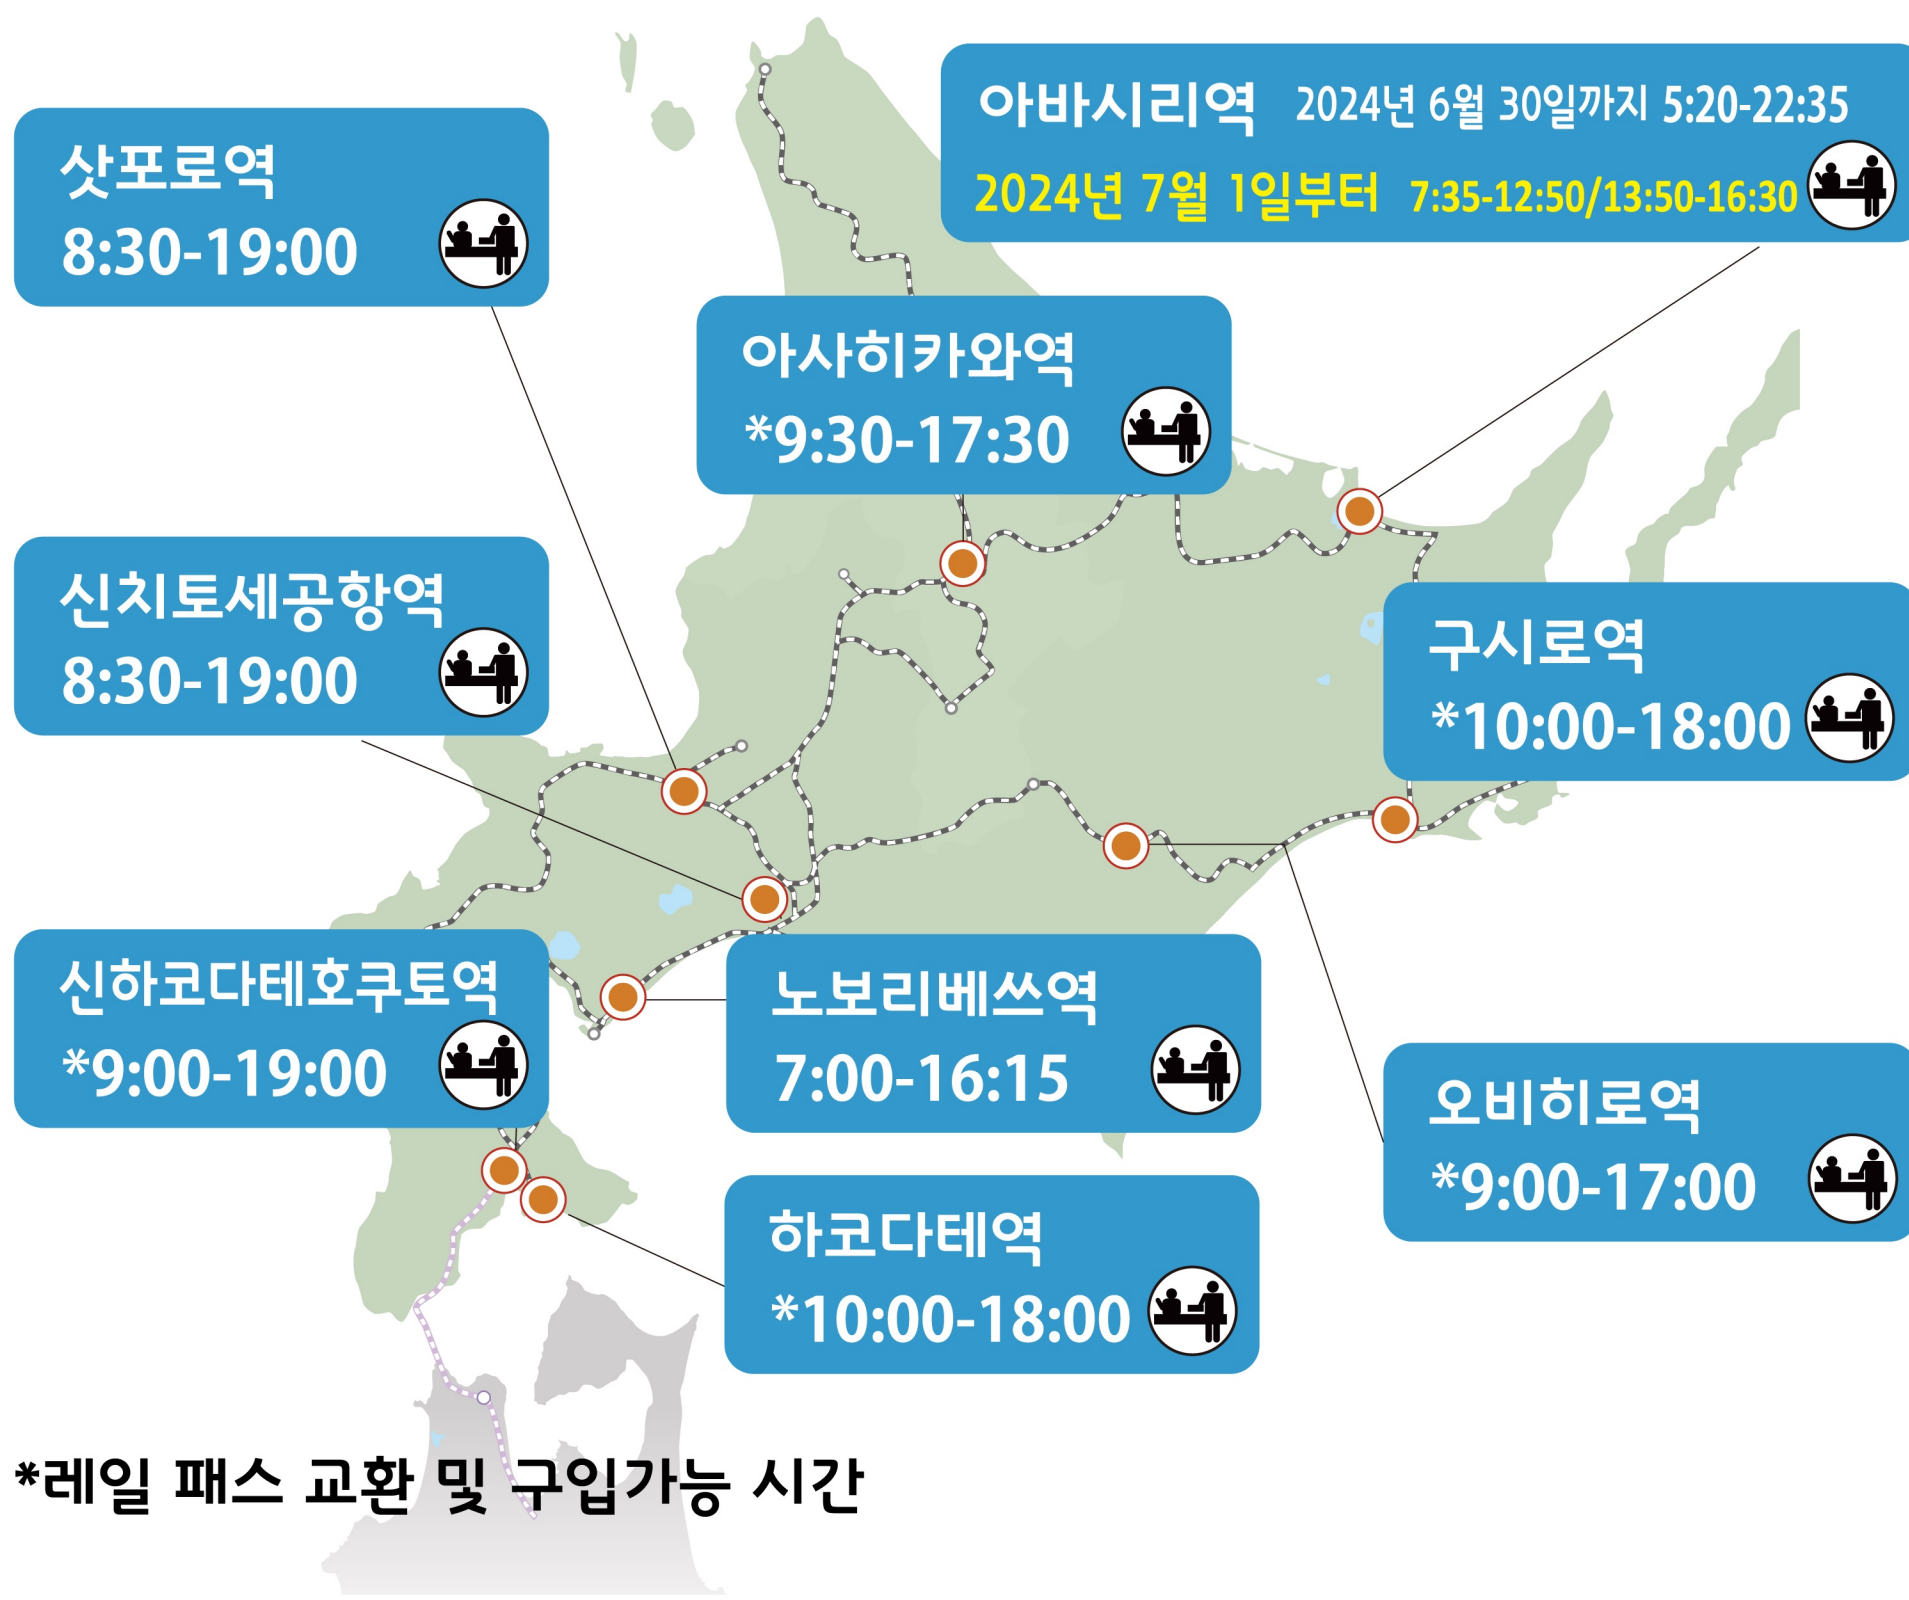 아바시리역 2024년 6월 30일까지 5:20-22:35
2024년 7월 1일부터 7:35-12:50/13:50-16:30
삿포로역
8:30-19:00
아사히카와역
*9:30-17:30
신치토세공항역
8:30-19:00
구시로역
*10:00-18:00
신하코다테호쿠토역
*9:00-19:00
노보리베쓰역
7:00-16:15
오비히로역
*9:00-17:00
하코다테역
*10:00-18:00
*레일 패스 교환 및 구입가능 시간